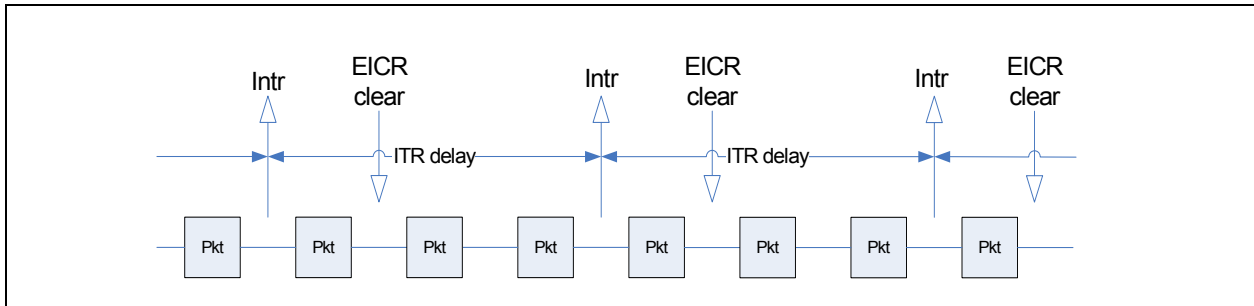 Intr
EICR
clear
Intr
EICR
clear
Intr
EICR
clear
ITR delay
ITR delay
Pkt Pkt Pkt Pkt Pkt Pkt Pkt Pkt